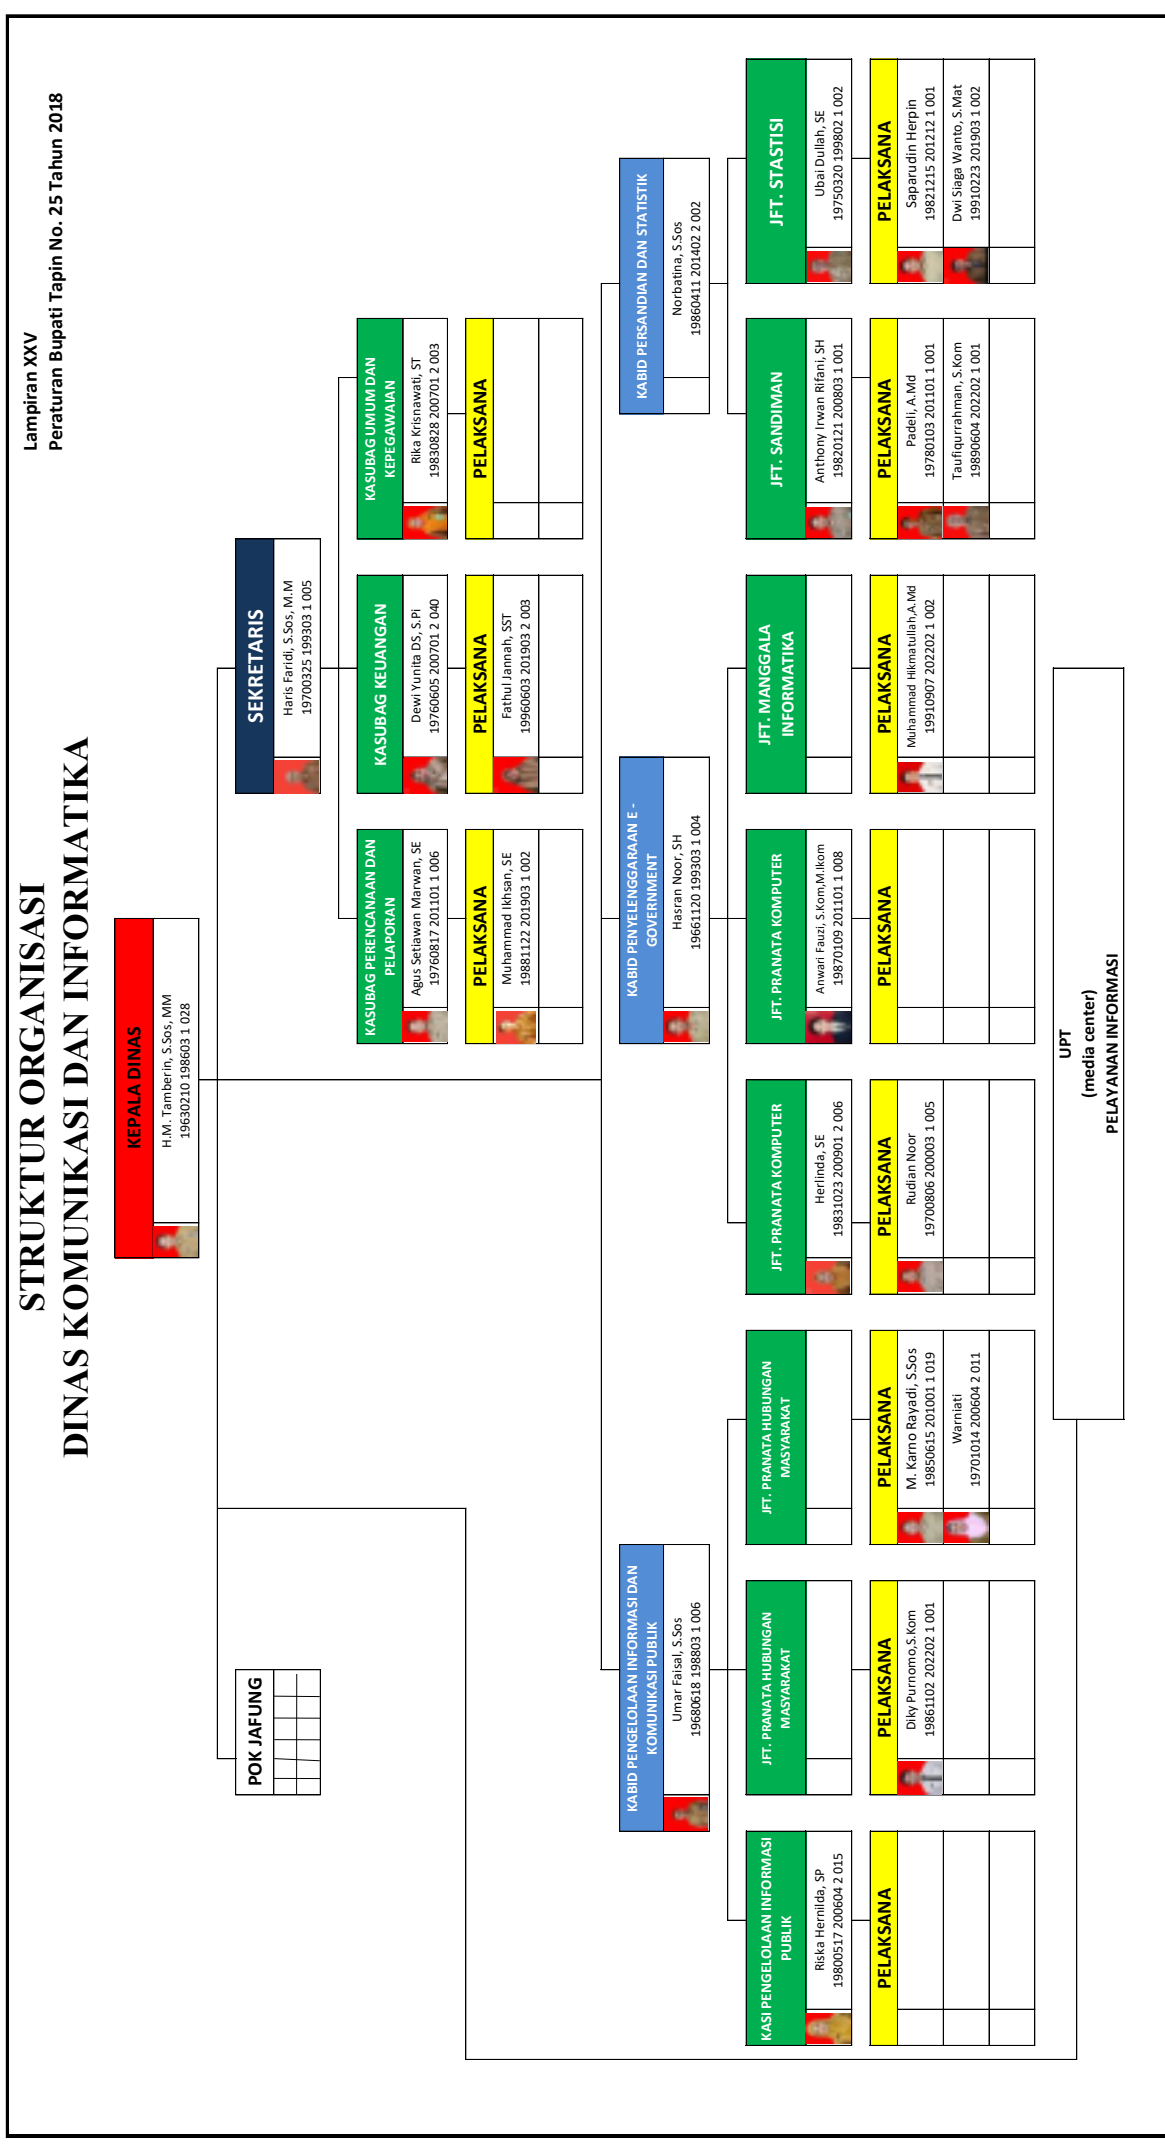 Lampiran XXV
Peraturan Bupati Tapin No. 25 Tahun 2018
STRUKTUR ORGANISASI
DINAS KOMUNIKASI DAN INFORMATIKA
KEPALA DINAS
H.M. Tamberin, S.Sos, MM
19630210 198603 1 028
POK JAFUNG
SEKRETARIS
Haris Faridi, S.Sos, M.M
19700325 199303 1 005
KASUBAG PERENCANAAN DAN
PELAPORAN
Agus Setiawan Marwan, SE
19760817 201101 1 006
PELAKSANA
Muhammad Ikhsan, SE
19881122 201903 1 002
KASUBAG KEUANGAN
Dewi Yunita DS, S.Pi
19760605 200701 2 040
PELAKSANA
Fathul Jannah, SST
19960603 201903 2 003
KASUBAG UMUM DAN
KEPEGAWAIAN
Rika Krisnawati, ST
19830828 200701 2 003
PELAKSANA
KABID PENGELOLAAN INFORMASI DAN
KOMUNIKASI PUBLIK
Umar Faisal, S.Sos
19680618 198803 1 006
KABID PENYELENGGARAAN E -
GOVERNMENT
Hasran Noor, SH
19661120 199303 1 004
KABID PERSANDIAN DAN STATISTIK
Norbatina, S.Sos
19860411 201402 2 002
KASI PENGELOLAAN INFORMASI
PUBLIK
Riska Hernilda, SP
19800517 200604 2 015
PELAKSANA
JFT. PRANATA HUBUNGAN
MASYARAKAT
PELAKSANA
Diky Purnomo,S.Kom
19861102 202202 1 001
JFT. PRANATA HUBUNGAN
MASYARAKAT
PELAKSANA
M. Karno Rayadi, S.Sos
19850615 201001 1 019
Warniati
19701014 200604 2 011
JFT. PRANATA KOMPUTER
Herlinda, SE
19831023 200901 2 006
PELAKSANA
Rudian Noor
19700806 200003 1 005
JFT. PRANATA KOMPUTER
Anwari Fauzi, S.Kom,M.Ikom
19870109 201101 1 008
PELAKSANA
JFT. MANGGALA
INFORMATIKA
PELAKSANA
Muhammad Hikmatullah,A.Md
19910907 202202 1 002
JFT. SANDIMAN
Anthony Irwan Rifani, SH
19820121 200803 1 001
PELAKSANA
Padeli, A.Md
19780103 201101 1 001
Taufiqurrahman, S.Kom
19890604 202202 1 001
JFT. STASTISI
Ubai Dullah, SE
19750320 199802 1 002
PELAKSANA
Saparudin Herpin
19821215 201212 1 001
Dwi Siaga Wanto, S.Mat
19910223 201903 1 002
UPT
(media center)
PELAYANAN INFORMASI